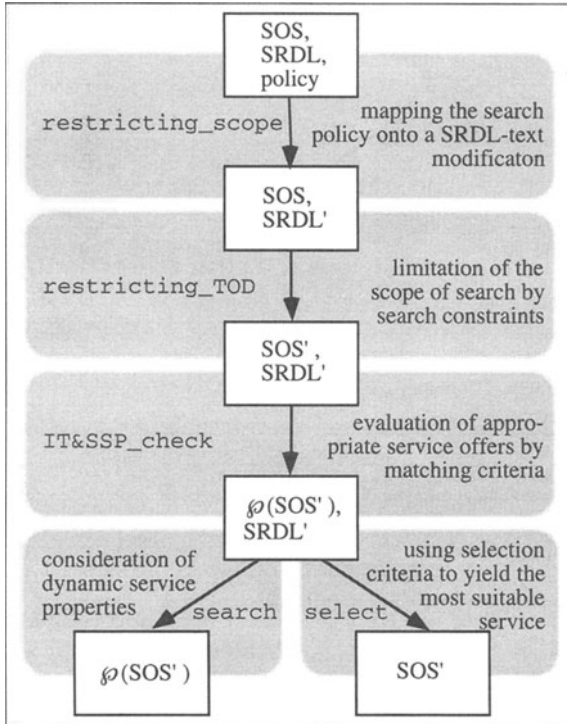 SOS,
SRDL,
policy
restricting_scope
mapping the search
policy onto a SRDL-text
modificaton
SOS,
SRDL'
restricting_TOD
limitation of the
scope of search by
search constraints
SOS' ,
SRDL'
IT&SSP_check
evaluation of appro-
priate service offers by
matching criteria
℘(SOS'),
SRDL'
consideration of
dynamic service
properties
search
select
using selection
criteria to yield the
most suitable
service
℘(SOS')
SOS'